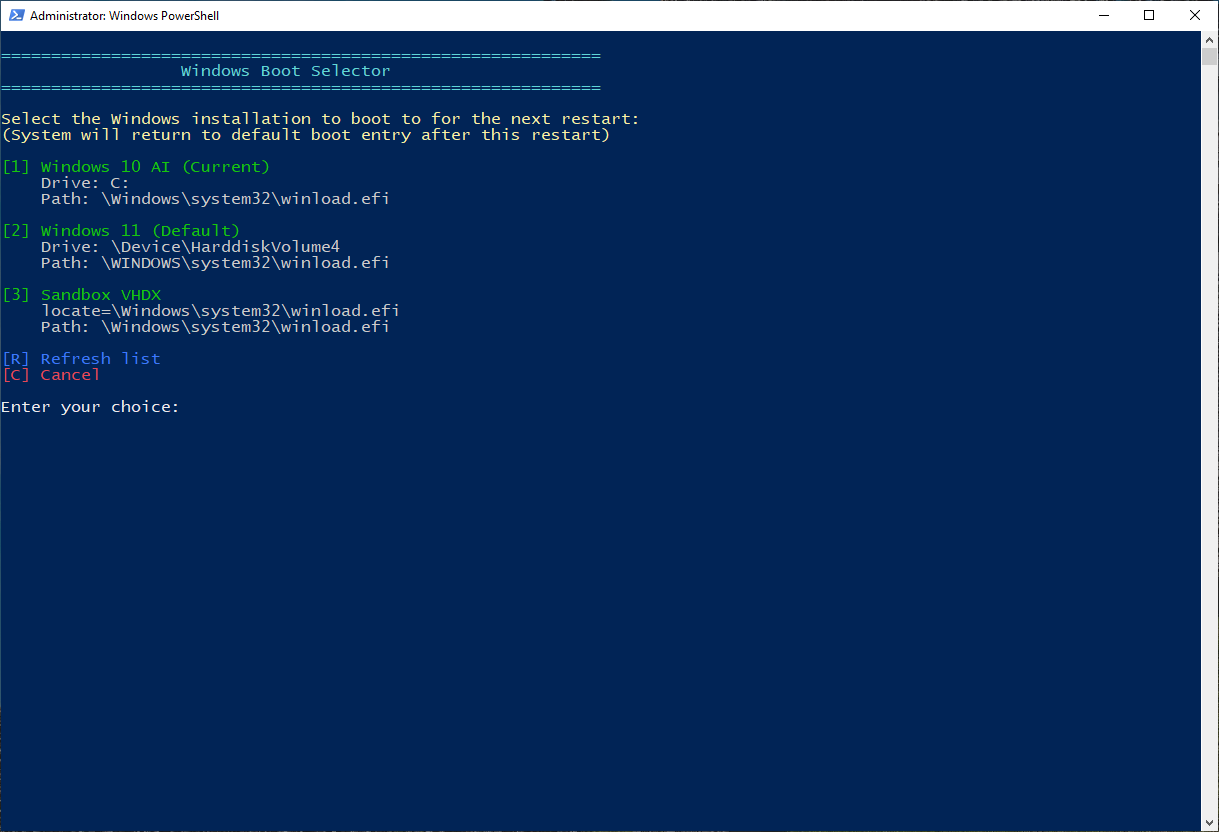 Administrator: Windows PowerShell
============================================================
Windows Boot Selector
============================================================
Select the Windows installation to boot to for the next restart:
(System will return to default boot entry after this restart)
[1] Windows 10 AI (Current)
Drive: C:
Path: \Windows\system32\winload.efi
[2] Windows 11 (Default)
Drive: \Device\HarddiskVolume4
Path: \WINDOWS\system32\winload.efi
[3] Sandbox VHDX
locate=\Windows\system32\winload.efi
Path: \Windows\system32\winload.efi
[R] Refresh list
[C] Cancel
Enter your choice: